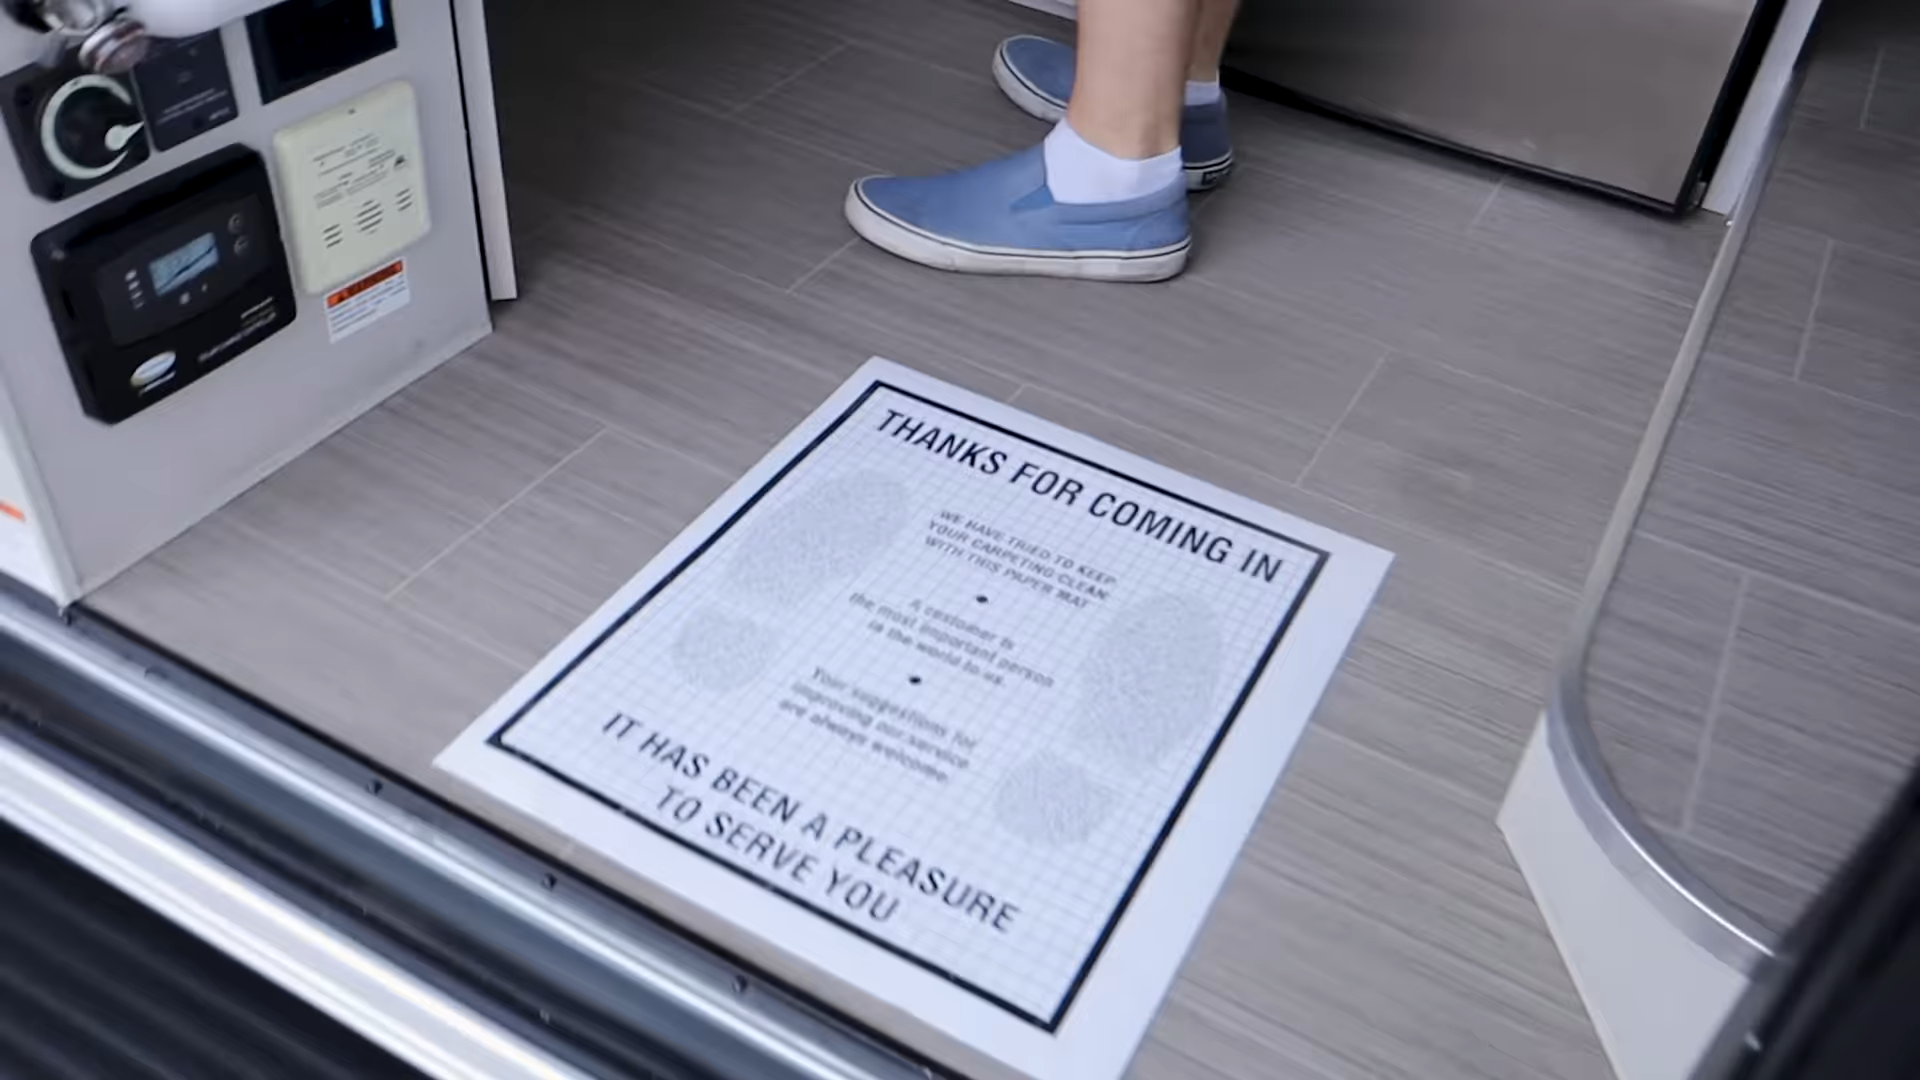 THANKS FOR COMING IN
WE HAVE TRIED TO KEEP
YOUR CARPETING CLEAN
WITH THIS PAPER MAT
A customer is
the most important person
in the world to us.
Your suggestions for
improving our service
are always welcome.
IT HAS BEEN A PLEASURE
TO SERVE YOU